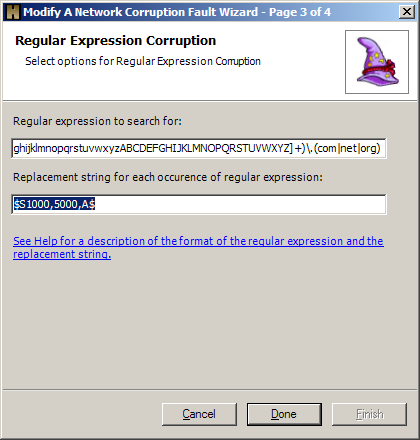 Modify A Network Corruption Fault Wizard - Page 3 of 4
Regular Expression Corruption
Select options for Regular Expression Corruption
Regular expression to search for:
ghijklmnopqrstuvwxyzABCDEFGHIJKLMNOPQRSTUVWXYZ]+)\.(com|net|org)
Replacement string for each occurence of regular expression:
$S1000,5000,A$
See Help for a description of the format of the regular expression and the
replacement string.
Cancel Done Finish